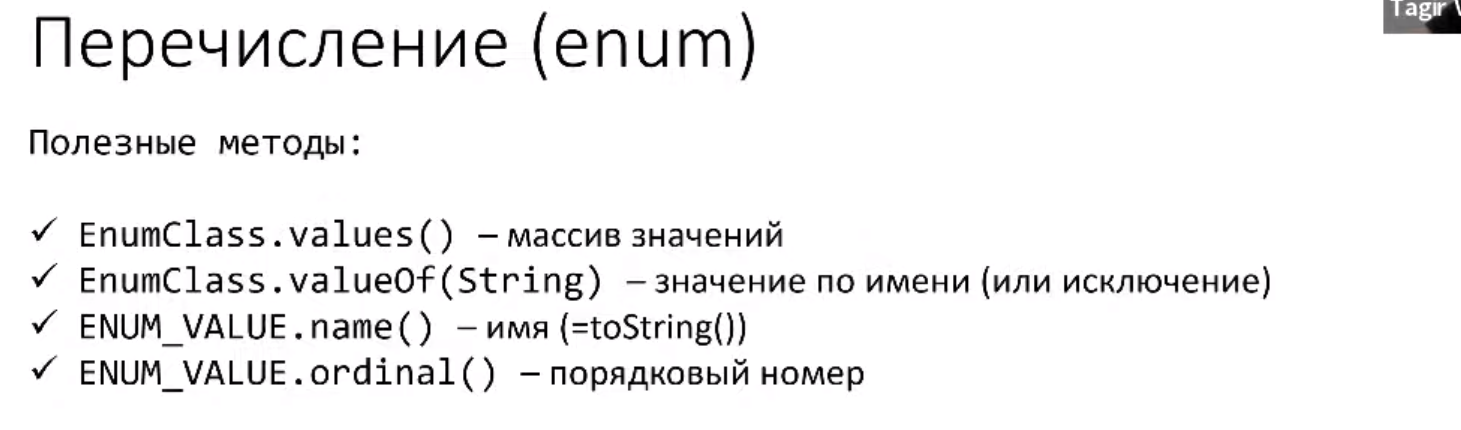 Tagir
Перечисление (enum)
Полезные методы:
✓ EnumClass.values() – массив значений
✓ EnumClass.valueOf(String) – значение по имени (или исключение)
✓ ENUM_VALUE.name() – имя (=toString())
✓ ENUM_VALUE.ordinal() – порядковый номер